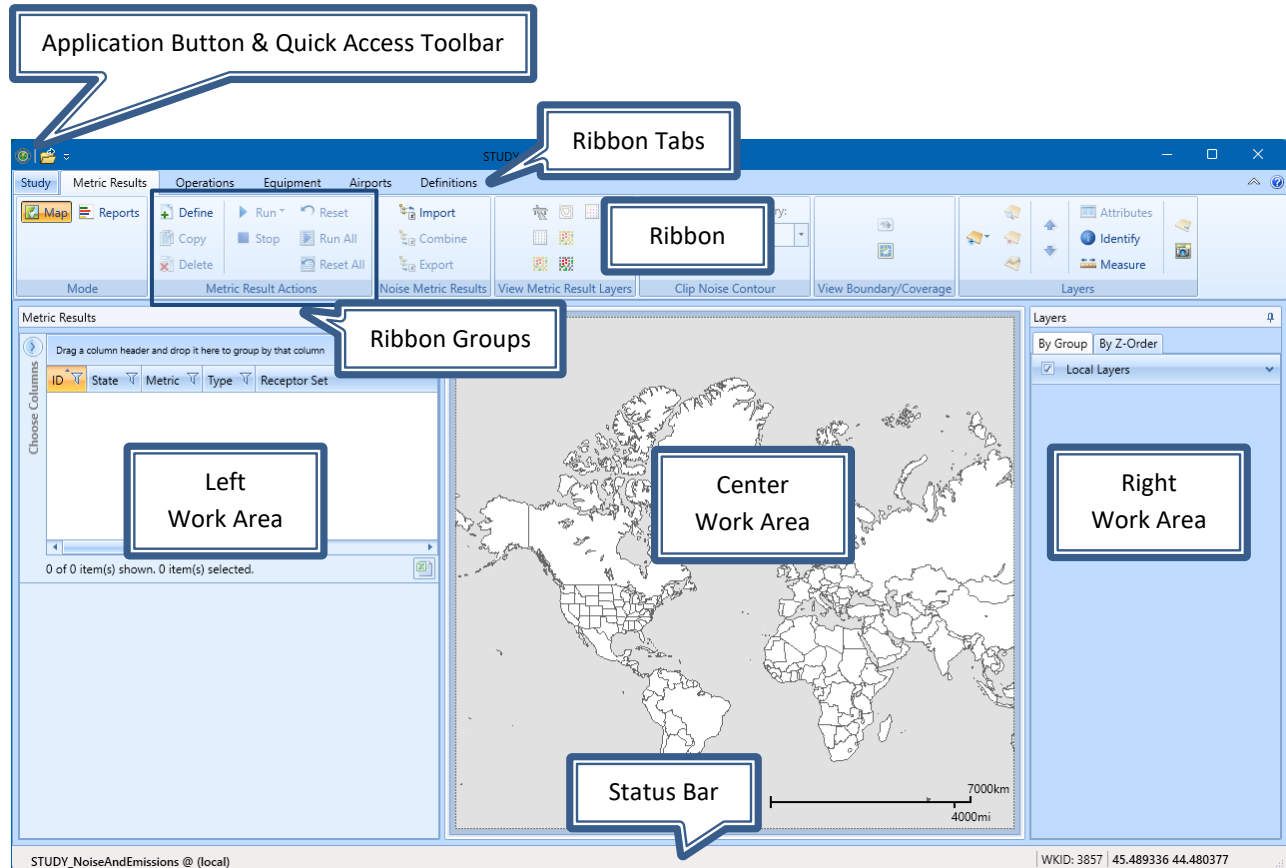 Application Button & Quick Access Toolbar
Ribbon Tabs
STUDY
Study Metric Results Operations Equipment Airports Definitions
Map Reports
Mode
Define Run Reset
Copy Stop Run All
Delete Reset All
Metric Result Actions
Import
Combine
Export
Noise Metric Results
View Metric Result Layers
Ribbon
Clip Noise Contour
View Boundary/Coverage
Attributes
Identify
Measure
Layers
Ribbon Groups
Metric Results
Choose Columns
Drag a column header and drop it here to group by that column
ID State Metric Type Receptor Set
Left
Work Area
0 of 0 item(s) shown. 0 item(s) selected.
Center
Work Area
7000km
4000mi
Layers
By Group By Z-Order
Local Layers
Right
Work Area
Status Bar
STUDY_NoiseAndEmissions @ (local)
WKID: 3857 45.489336 44.480377